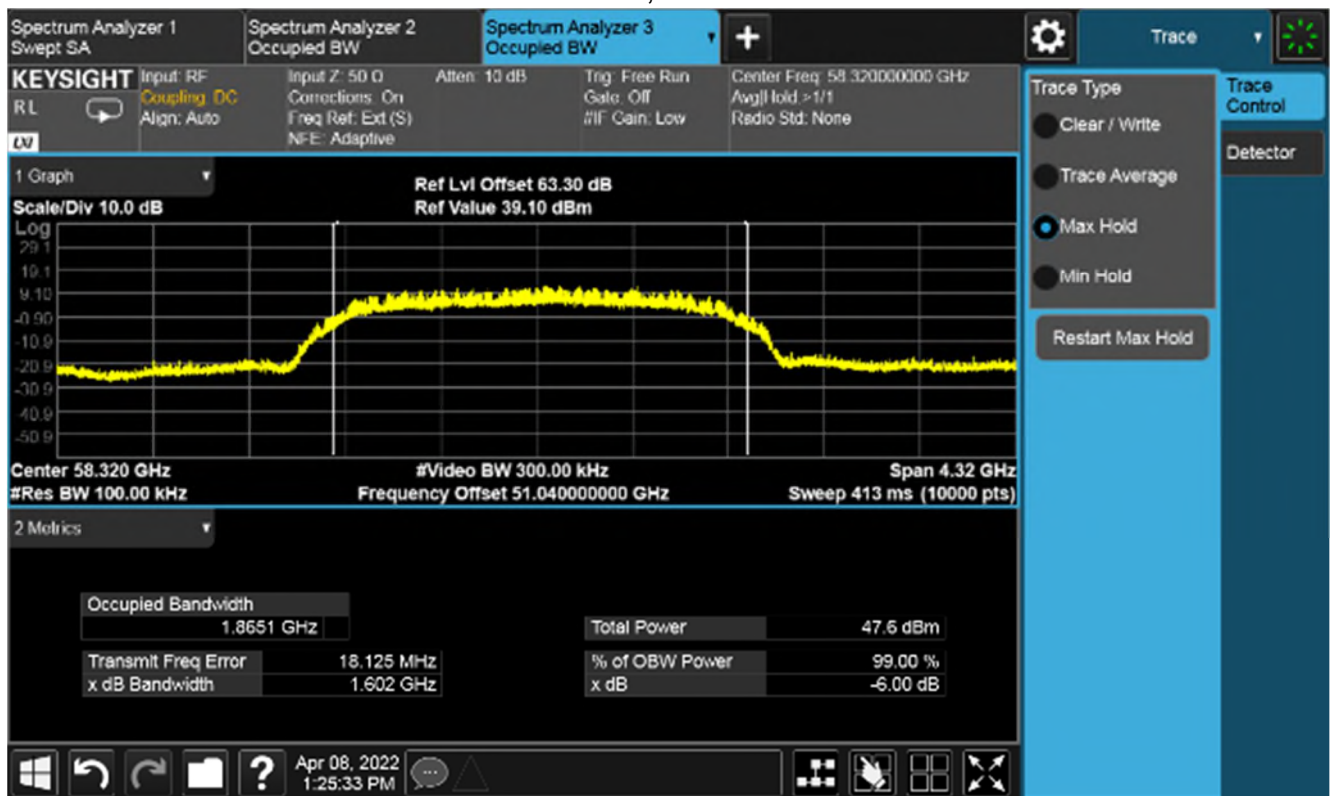 Spectrum Analyzer 1
Swept SA
Spectrum Analyzer 2
Occupied BW
Spectrum Analyzer 3
Occupied BW
+
Trace
KEYSIGHT
RL
LXI
Input: RF
Coupling: DC
Align: Auto
Input Z: 50 Ω
Corrections: On
Freq Ref: Ext (S)
NFE: Adaptive
Atten: 10 dB
Trig: Free Run
Gate: Off
#IF Gain: Low
Center Freq: 58.320000000 GHz
Avg|Hold:>1/1
Radio Std: None
Trace Type
Clear / Write
Trace Average
Max Hold
Min Hold
Restart Max Hold
Trace
Control
Detector
1 Graph
Scale/Div 10.0 dB
Ref Lvl Offset 63.30 dB
Ref Value 39.10 dBm
Log
29.1
19.1
9.10
-0.90
-10.9
-20.9
-30.9
-40.9
-50.9
Center 58.320 GHz
#Video BW 300.00 kHz
Span 4.32 GHz
#Res BW 100.00 kHz
Frequency Offset 51.040000000 GHz
Sweep 413 ms (10000 pts)
2 Metrics
Occupied Bandwidth
1.8651 GHz
Total Power 47.6 dBm
Transmit Freq Error 18.125 MHz
% of OBW Power 99.00 %
x dB Bandwidth 1.602 GHz
x dB -6.00 dB
?
Apr 08, 2022
1:25:33 PM